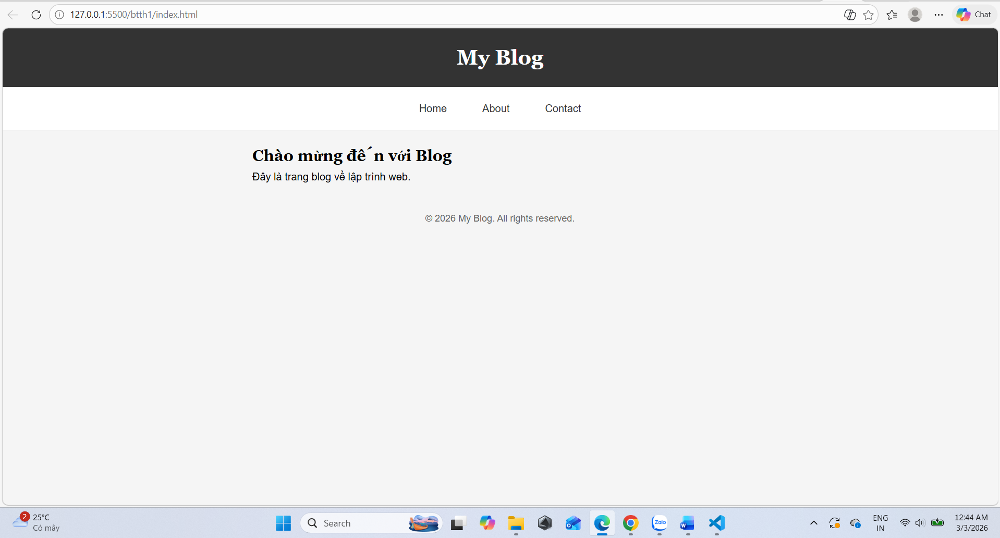 127.0.0.1:5500/btth1/index.html
Chat
My Blog
Home About Contact
Chào mừng đến với Blog
Đây là trang blog về lập trình web.
© 2026 My Blog. All rights reserved.
2
25°C
Có mây
Search
Zalo
W
ENG
IN
12:44 AM
3/3/2026